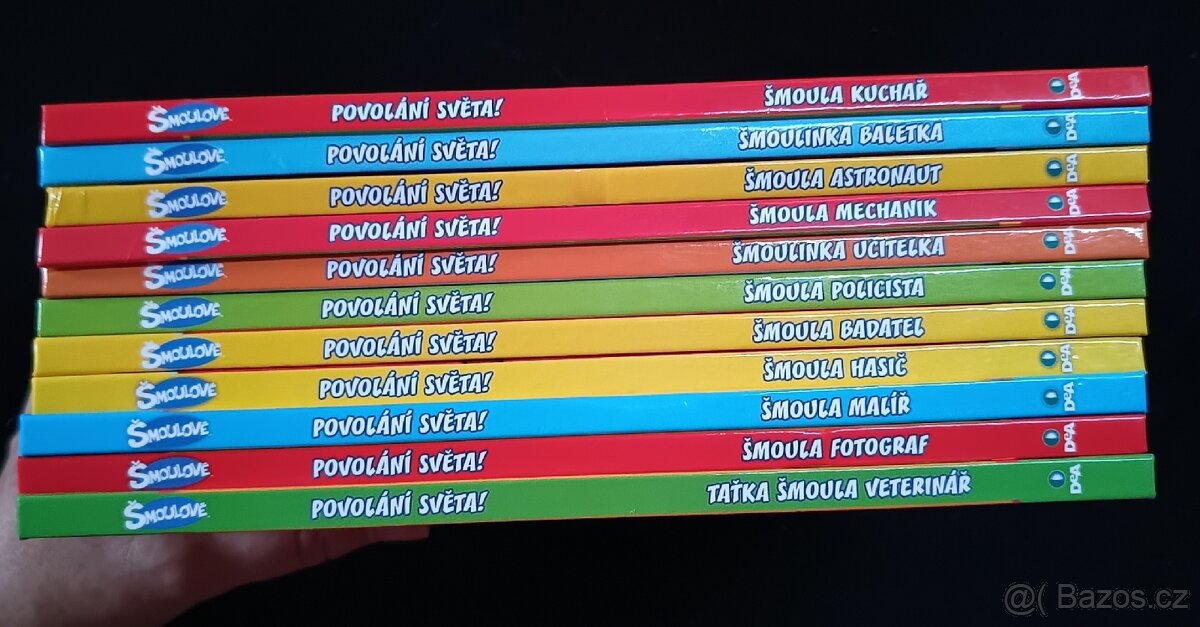 ŠMOULOVÉ POVOLÁNÍ SVĚTA! ŠMOULA KUCHAŘ DeA
ŠMOULOVÉ POVOLÁNÍ SVĚTA! ŠMOULINKA BALETKA DeA
ŠMOULOVÉ POVOLÁNÍ SVĚTA! ŠMOULA ASTRONAUT DeA
ŠMOULOVÉ POVOLÁNÍ SVĚTA! ŠMOULA MECHANIK DeA
ŠMOULOVÉ POVOLÁNÍ SVĚTA! ŠMOULINKA UČITELKA DeA
ŠMOULOVÉ POVOLÁNÍ SVĚTA! ŠMOULA POLICISTA DeA
ŠMOULOVÉ POVOLÁNÍ SVĚTA! ŠMOULA BADATEL DeA
ŠMOULOVÉ POVOLÁNÍ SVĚTA! ŠMOULA HASIČ DeA
ŠMOULOVÉ POVOLÁNÍ SVĚTA! ŠMOULA MALÍŘ DeA
ŠMOULOVÉ POVOLÁNÍ SVĚTA! ŠMOULA FOTOGRAF DeA
ŠMOULOVÉ POVOLÁNÍ SVĚTA! TAŤKA ŠMOULA VETERINÁŘ DeA
@( Bazos.cz